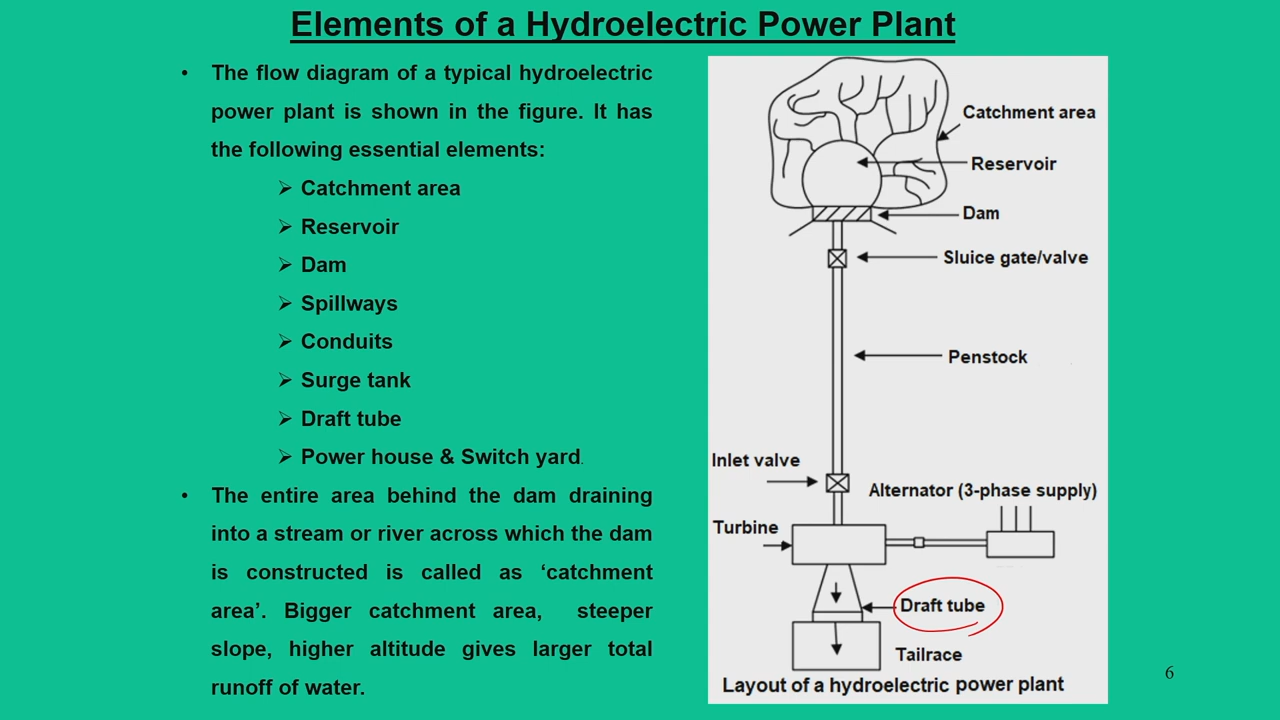 Elements of a Hydroelectric Power Plant
• The flow diagram of a typical hydroelectric
power plant is shown in the figure. It has
the following essential elements:
➢ Catchment area
➢ Reservoir
➢ Dam
➢ Spillways
➢ Conduits
➢ Surge tank
➢ Draft tube
➢ Power house & Switch yard.
• The entire area behind the dam draining
into a stream or river across which the dam
is constructed is called as ‘catchment
area’. Bigger catchment area, steeper
slope, higher altitude gives larger total
runoff of water.
Catchment area
Reservoir
Dam
Sluice gate/valve
Penstock
Inlet valve
Alternator (3-phase supply)
Turbine
Draft tube
Tailrace
Layout of a hydroelectric power plant
6